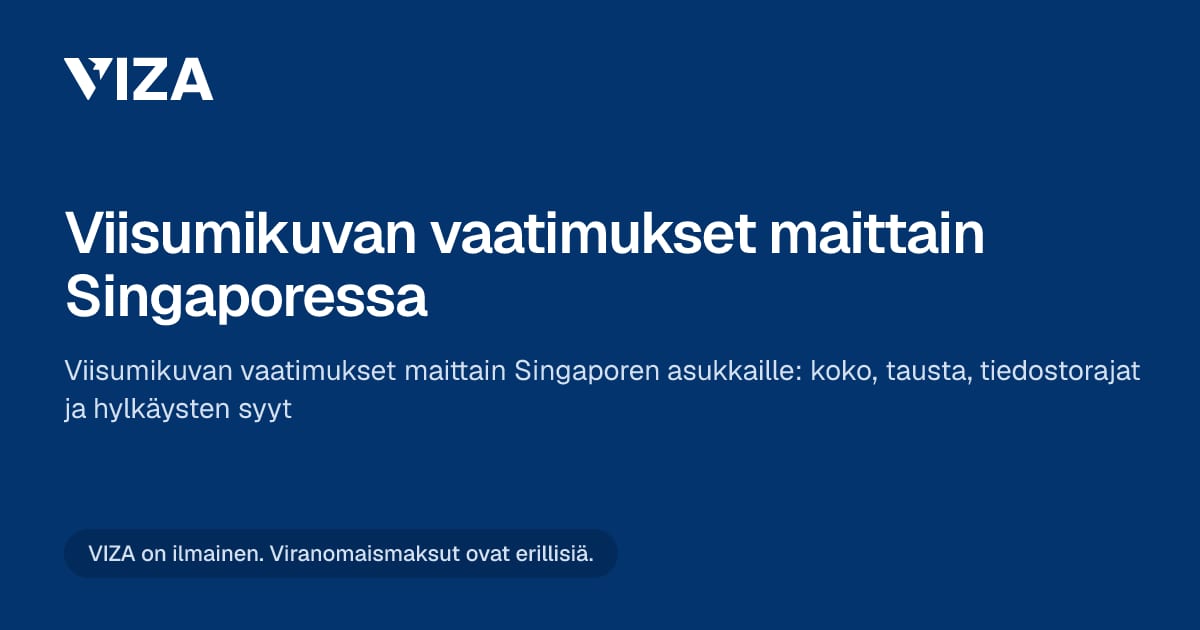 VIZA
Viisumikuvan vaatimukset maittain
Singaporessa
Viisumikuvan vaatimukset maittain Singaporen asukkaille: koko, tausta, tiedostorajat
ja hylkäysten syyt
VIZA on ilmainen. Viranomaismaksut ovat erillisiä.